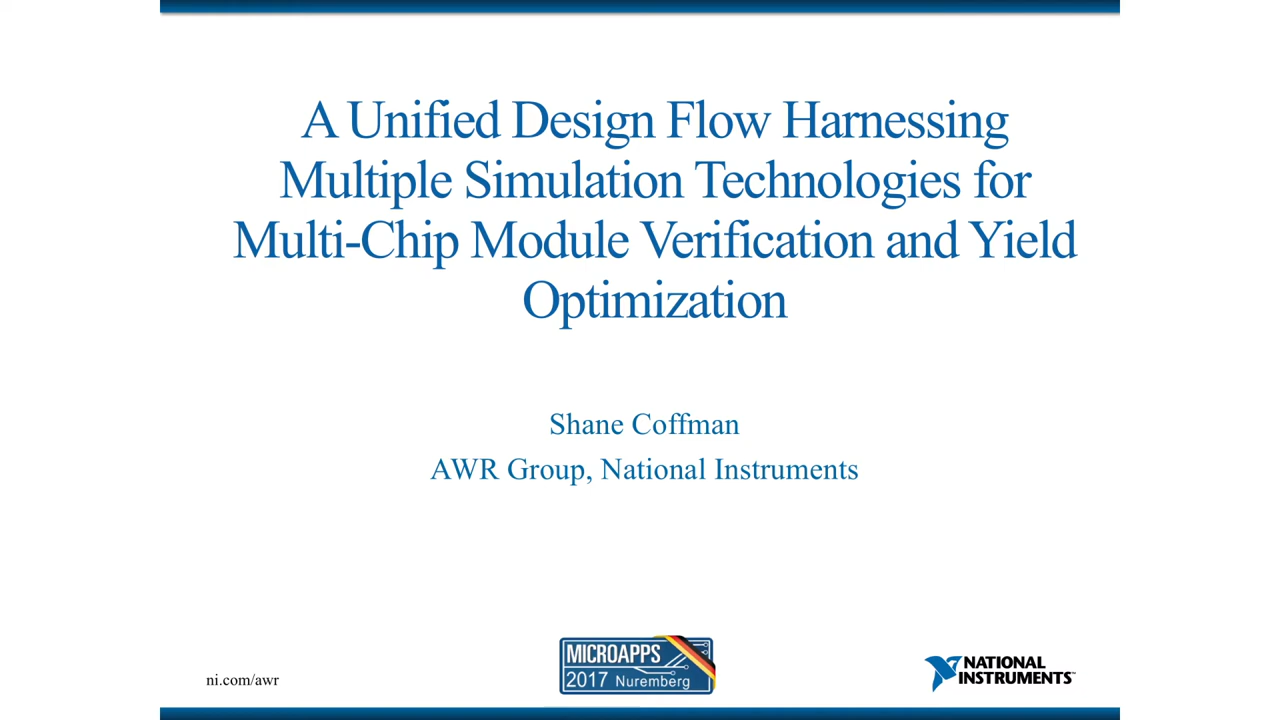 A Unified Design Flow Harnessing
Multiple Simulation Technologies for
Multi-Chip Module Verification and Yield
Optimization
Shane Coffman
AWR Group, National Instruments
ni.com/awr
MICROAPPS
2017 Nuremberg
NATIONAL
INSTRUMENTS™